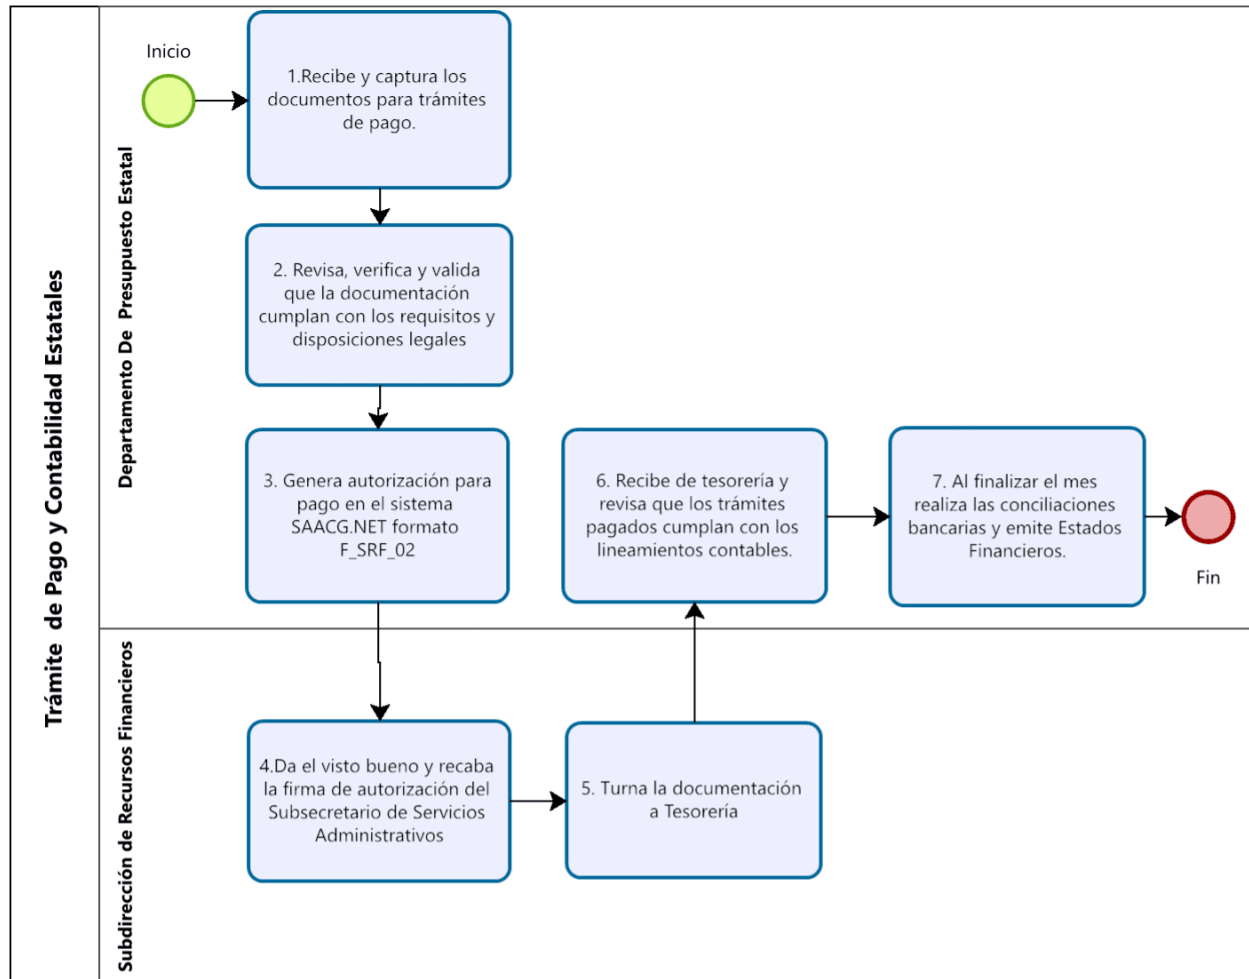 Trámite de Pago y Contabilidad Estatales
Departamento De Presupuesto Estatal
Inicio
1.Recibe y captura los
documentos para trámites
de pago.
2. Revisa, verifica y valida
que la documentación
cumplan con los requisitos y
disposiciones legales
3. Genera autorización para
pago en el sistema
SAACG.NET formato
F_SRF_02
6. Recibe de tesorería y
revisa que los trámites
pagados cumplan con los
lineamientos contables.
7. Al finalizar el mes
realiza las conciliaciones
bancarias y emite Estados
Financieros.
Fin
Subdirección de Recursos Financieros
4.Da el visto bueno y recaba
la firma de autorización del
Subsecretario de Servicios
Administrativos
5. Turna la documentación
a Tesorería